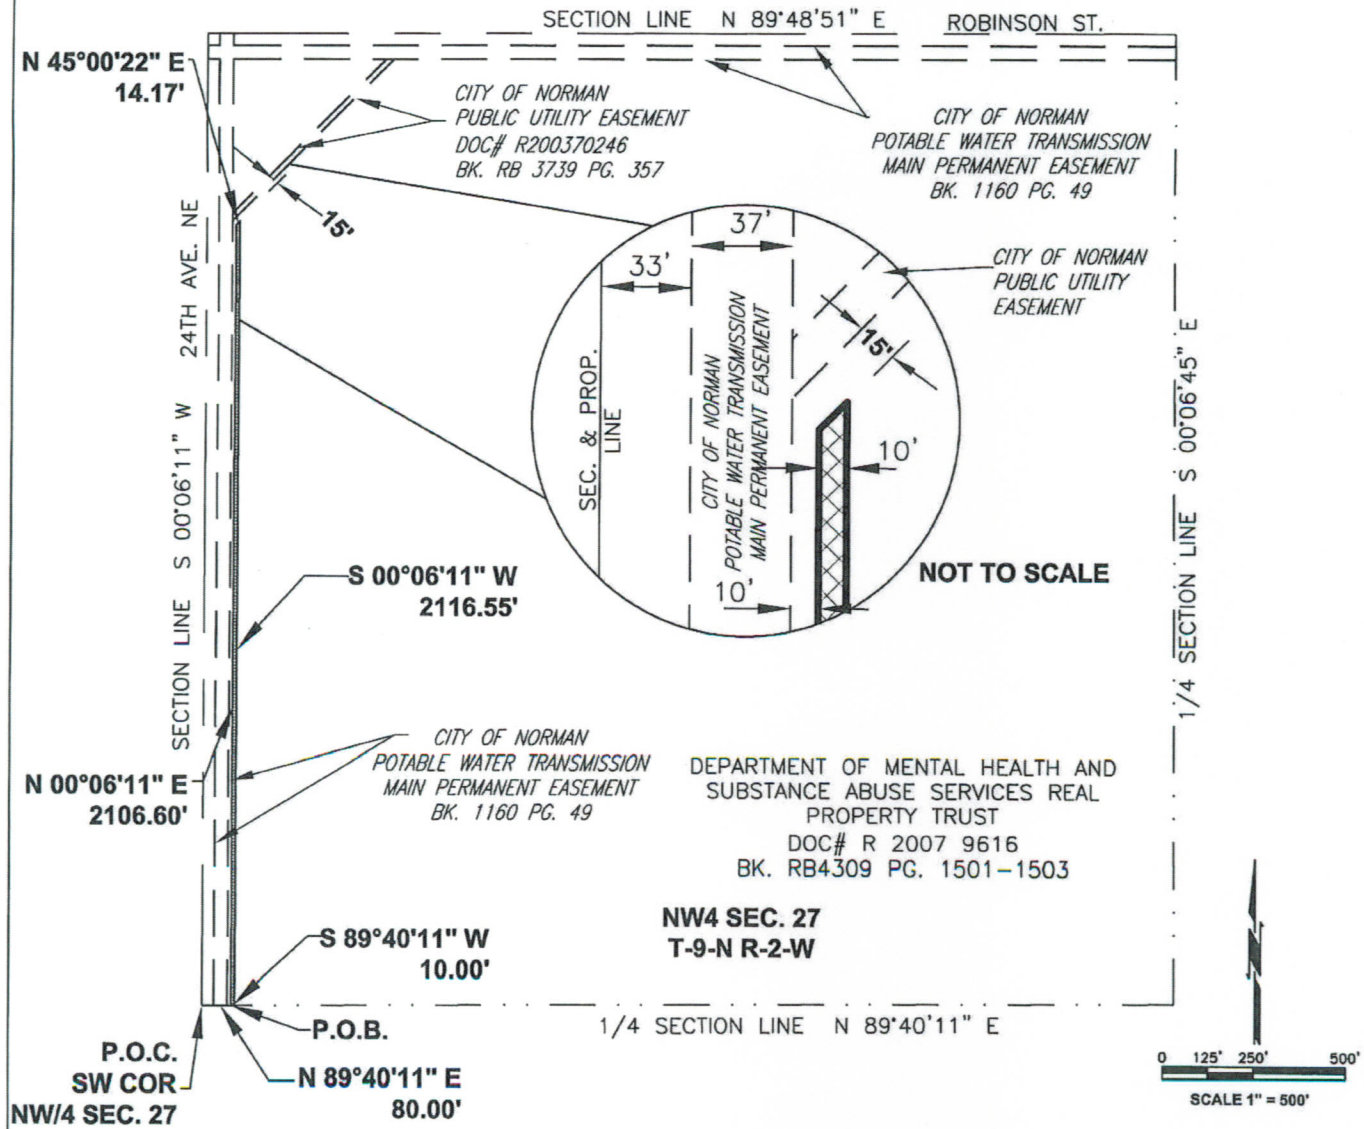 SECTION LINE N 89°48'51" E
ROBINSON ST.
N 45°00'22" E
14.17'
CITY OF NORMAN
PUBLIC UTILITY EASEMENT
DOC# R200370246
BK. RB 3739 PG. 357
CITY OF NORMAN
POTABLE WATER TRANSMISSION
MAIN PERMANENT EASEMENT
BK. 1160 PG. 49
15'
24TH AVE. NE
SECTION LINE S 00°06'11" W
37'
33'
CITY OF NORMAN
PUBLIC UTILITY
EASEMENT
15'
SEC. & PROP.
LINE
CITY OF NORMAN
POTABLE WATER TRANSMISSION
MAIN PERMANENT EASEMENT
10'
10'
NOT TO SCALE
1/4 SECTION LINE S 00°06'45" E
S 00°06'11" W
2116.55'
N 00°06'11" E
2106.60'
CITY OF NORMAN
POTABLE WATER TRANSMISSION
MAIN PERMANENT EASEMENT
BK. 1160 PG. 49
DEPARTMENT OF MENTAL HEALTH AND
SUBSTANCE ABUSE SERVICES REAL
PROPERTY TRUST
DOC# R 2007 9616
BK. RB4309 PG. 1501-1503
NW4 SEC. 27
T-9-N R-2-W
S 89°40'11" W
10.00'
P.O.B.
1/4 SECTION LINE N 89°40'11" E
P.O.C.
SW COR
NW/4 SEC. 27
N 89°40'11" E
80.00'
0 125' 250' 500'
SCALE 1" = 500'